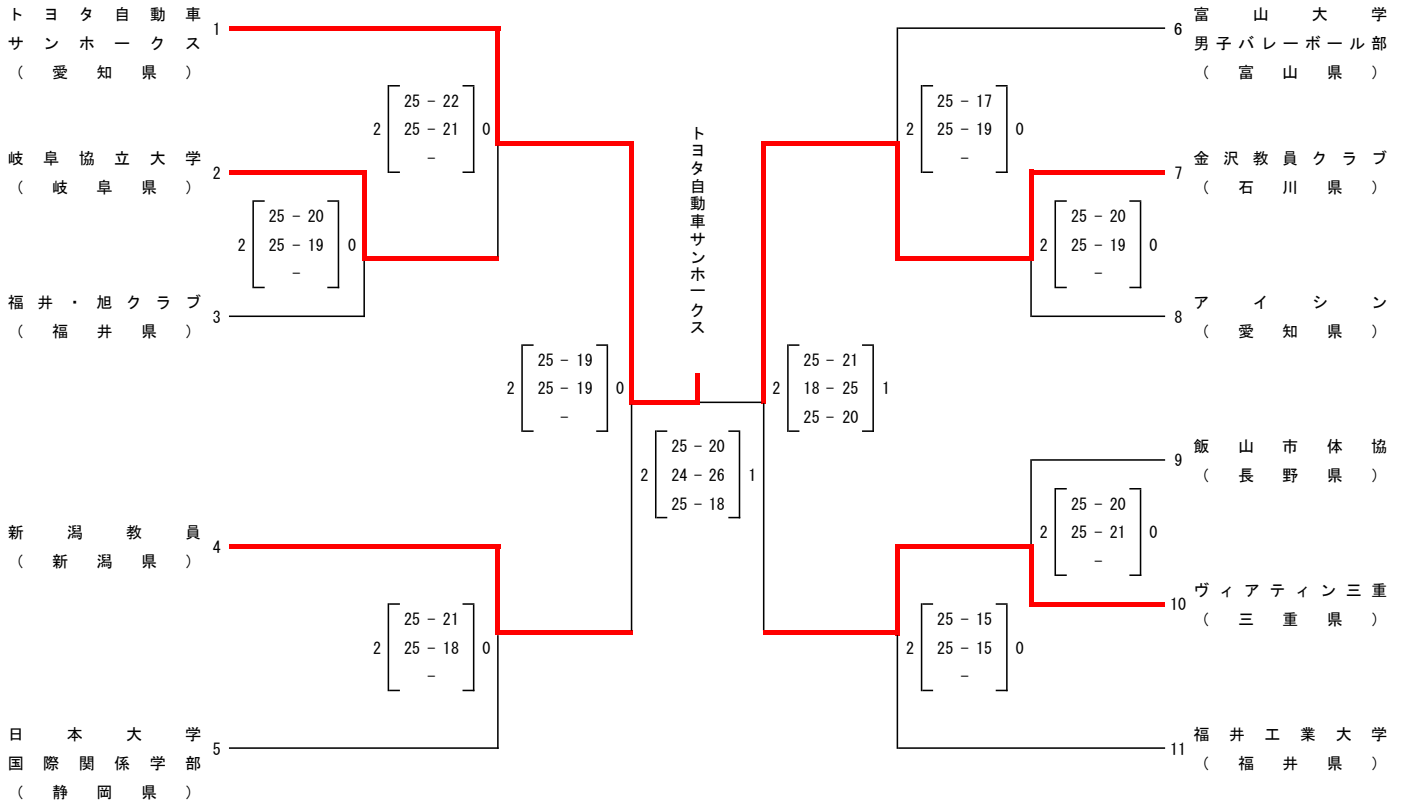 トヨタ自動車
サンホークス
(愛知県)
1
25 - 22
2 25 - 21 0
-
岐阜協立大学
(岐阜県)
2
25 - 20
2 25 - 19 0
-
福井・旭クラブ
(福井県)
3
25 - 19
2 25 - 19 0
-
新潟教員
(新潟県)
4
25 - 21
2 25 - 18 0
-
日本大学
国際関係学部
(静岡県)
5
トヨタ自動車サンホークス
25 - 20
2 24 - 26 1
25 - 18
6
富山大学
男子バレーボール部
(富山県)
25 - 17
2 25 - 19 0
-
7
金沢教員クラブ
(石川県)
25 - 20
2 25 - 19 0
-
8
アイシン
(愛知県)
25 - 21
2 18 - 25 1
25 - 20
9
飯山市体協
(長野県)
25 - 20
2 25 - 21 0
-
10
ヴィアティン三重
(三重県)
25 - 15
2 25 - 15 0
-
11
福井工業大学
(福井県)